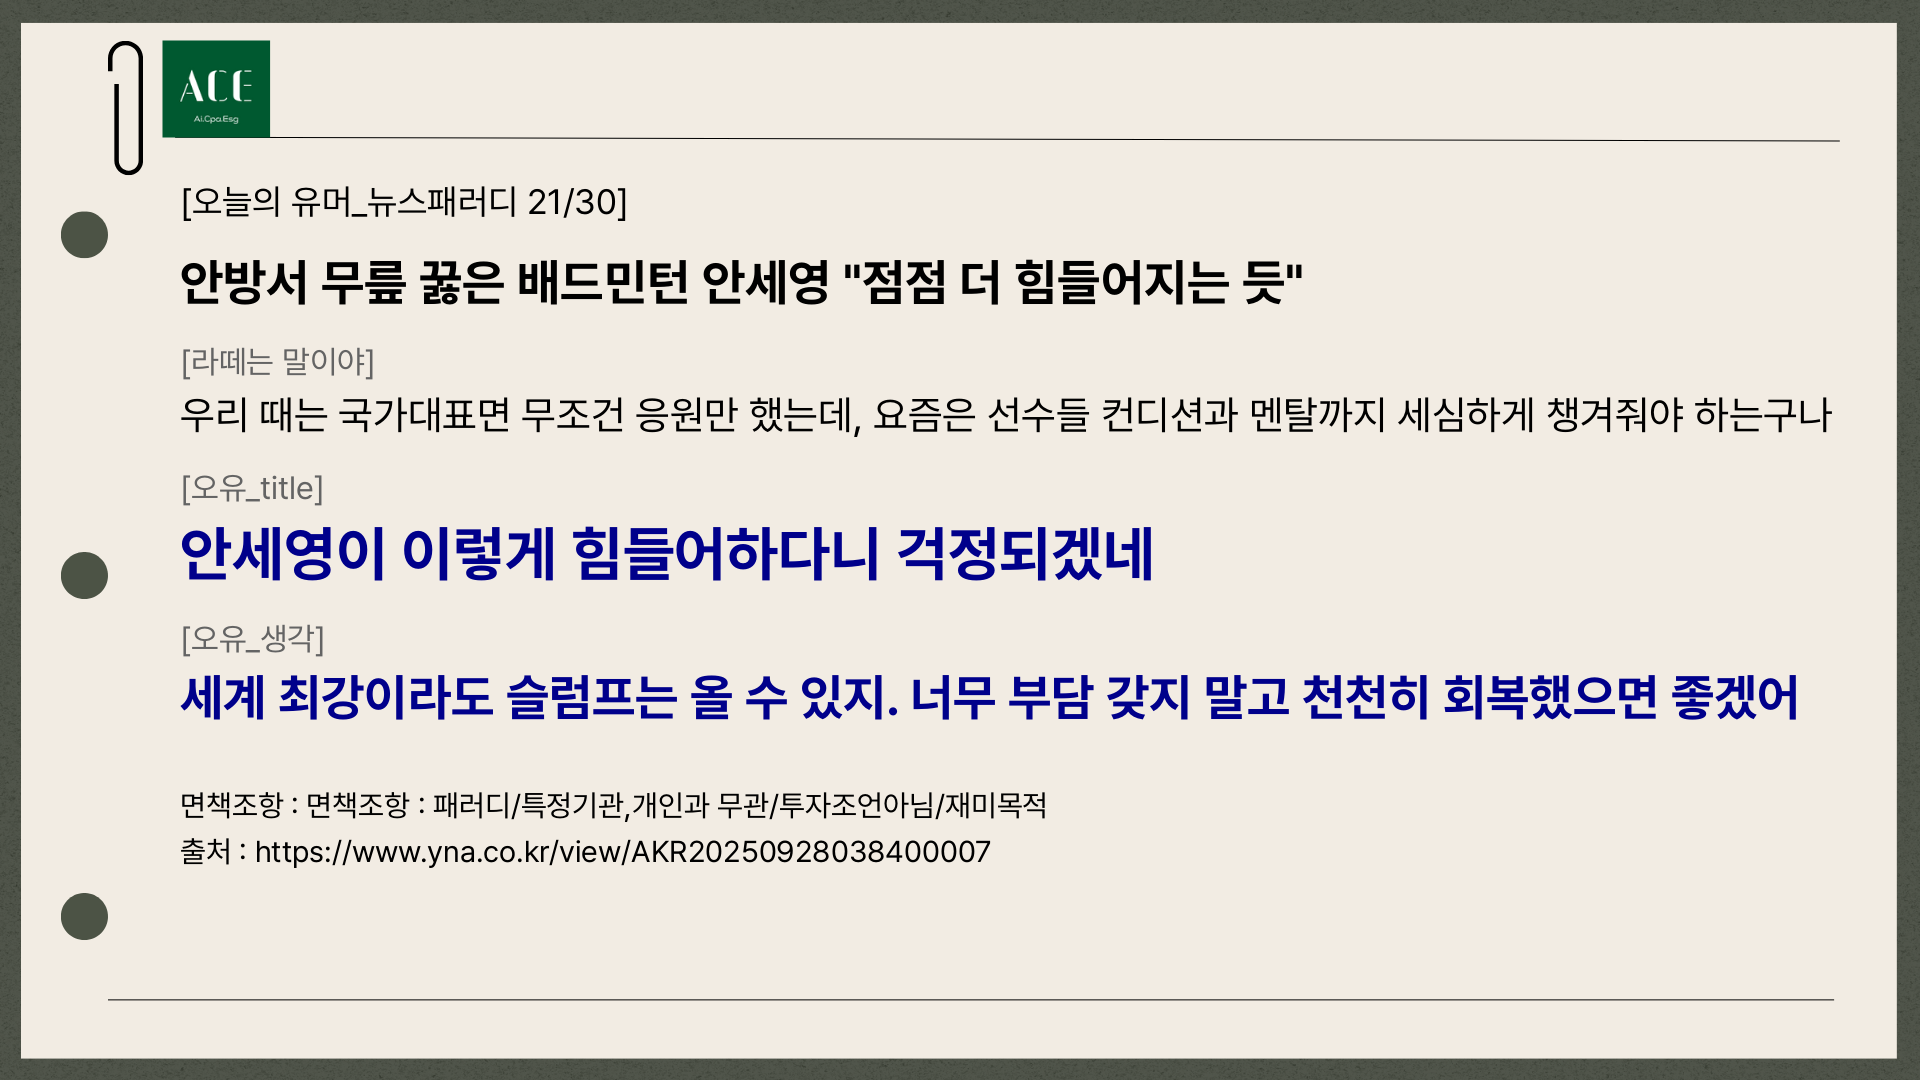 ACE
Ai.Cpa.Esg
[오늘의 유머_뉴스패러디 21/30]
안방서 무릎 꿇은 배드민턴 안세영 "점점 더 힘들어지는 듯"
[라떼는 말이야]
우리 때는 국가대표면 무조건 응원만 했는데, 요즘은 선수들 컨디션과 멘탈까지 세심하게 챙겨줘야 하는구나
[오유_title]
안세영이 이렇게 힘들어하다니 걱정되겠네
[오유_생각]
세계 최강이라도 슬럼프는 올 수 있지. 너무 부담 갖지 말고 천천히 회복했으면 좋겠어
면책조항 : 면책조항 : 패러디/특정기관,개인과 무관/투자조언아님/재미목적
출처 : https://www.yna.co.kr/view/AKR20250928038400007